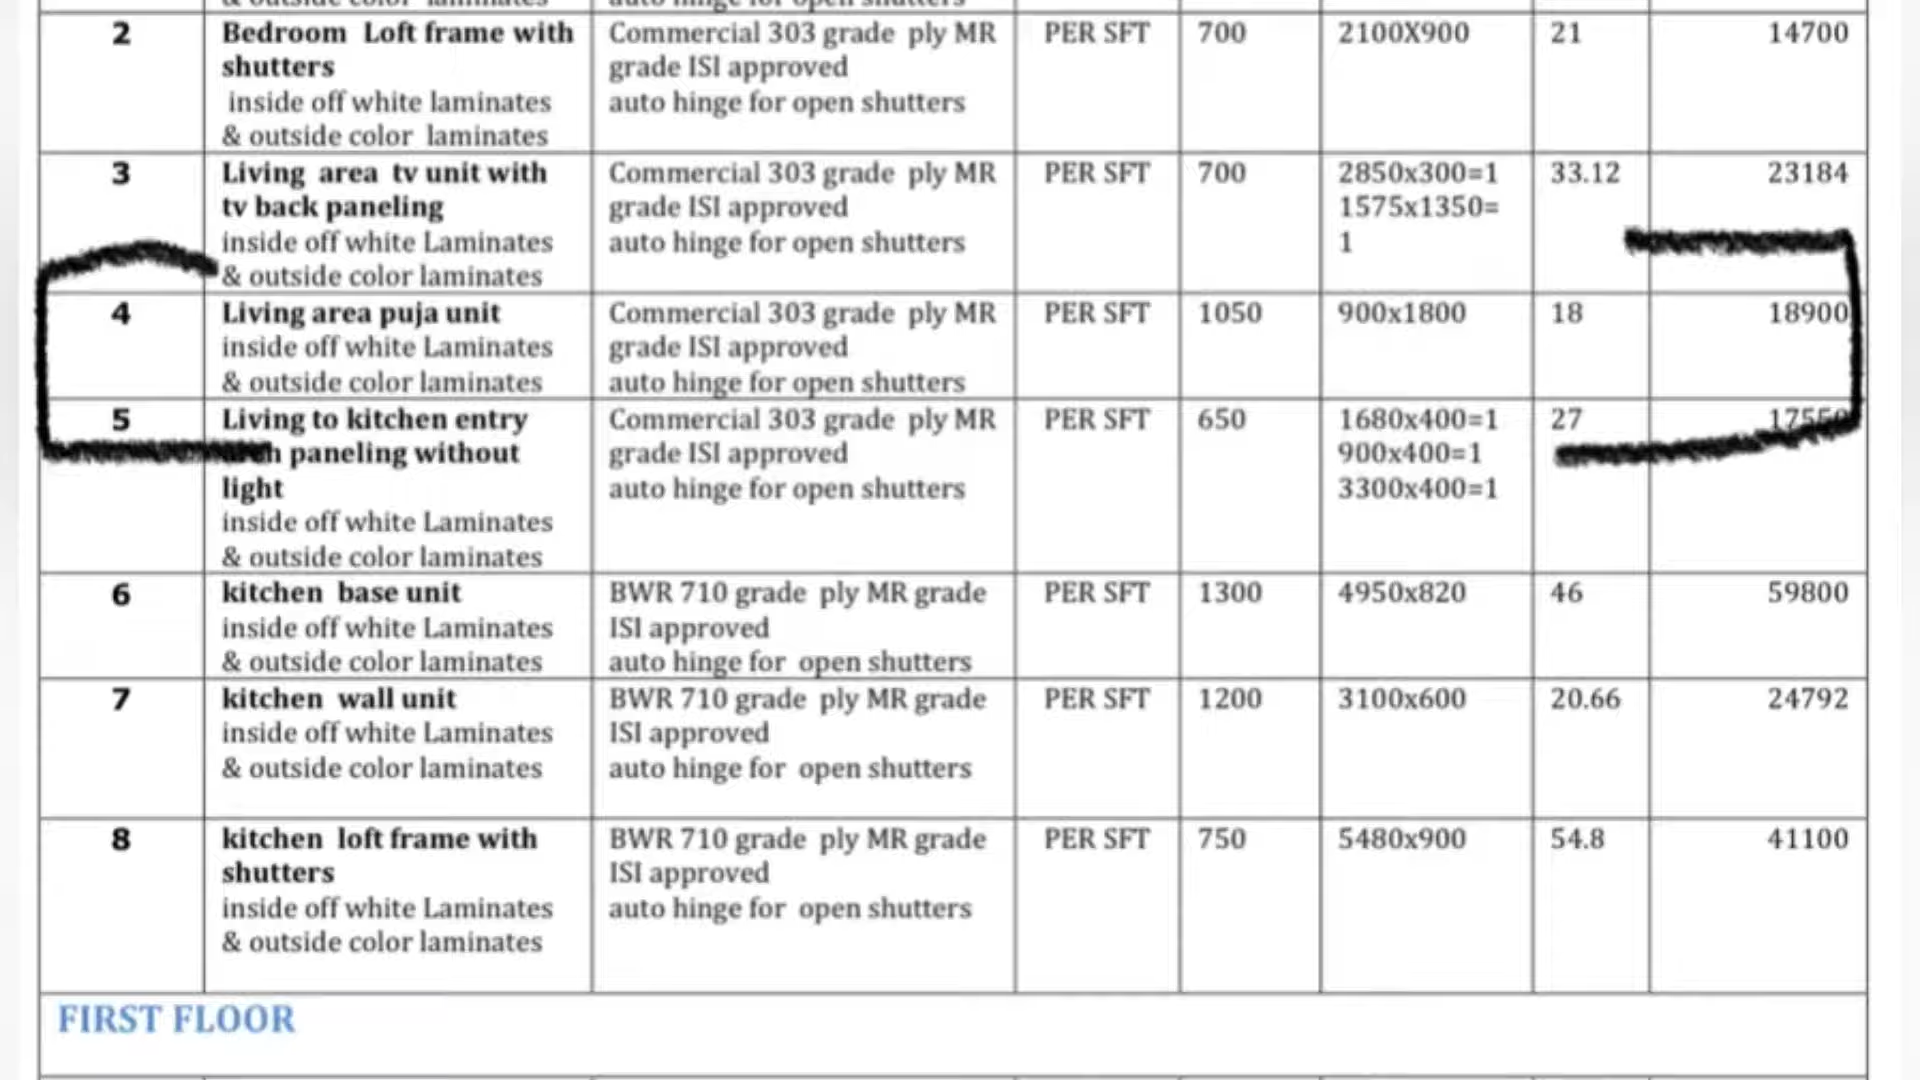 2 Bedroom Loft frame with Commercial 303 grade ply MR PER SFT 700 2100X900 21 14700
shutters grade ISI approved
inside off white laminates auto hinge for open shutters
& outside color laminates
3 Living area tv unit with Commercial 303 grade ply MR PER SFT 700 2850x300=1 33.12 23184
tv back paneling grade ISI approved 1575x1350=
inside off white Laminates auto hinge for open shutters 1
& outside color laminates
4 Living area puja unit Commercial 303 grade ply MR PER SFT 1050 900x1800 18 18900
inside off white Laminates grade ISI approved
& outside color laminates auto hinge for open shutters
5 Living to kitchen entry Commercial 303 grade ply MR PER SFT 650 1680x400=1 27 17550
paneling without grade ISI approved 900x400=1
light auto hinge for open shutters 3300x400=1
inside off white Laminates
& outside color laminates
6 kitchen base unit BWR 710 grade ply MR grade PER SFT 1300 4950x820 46 59800
inside off white Laminates ISI approved
& outside color laminates auto hinge for open shutters
7 kitchen wall unit BWR 710 grade ply MR grade PER SFT 1200 3100x600 20.66 24792
inside off white Laminates ISI approved
& outside color laminates auto hinge for open shutters
8 kitchen loft frame with BWR 710 grade ply MR grade PER SFT 750 5480x900 54.8 41100
shutters ISI approved
inside off white Laminates auto hinge for open shutters
& outside color laminates
FIRST FLOOR